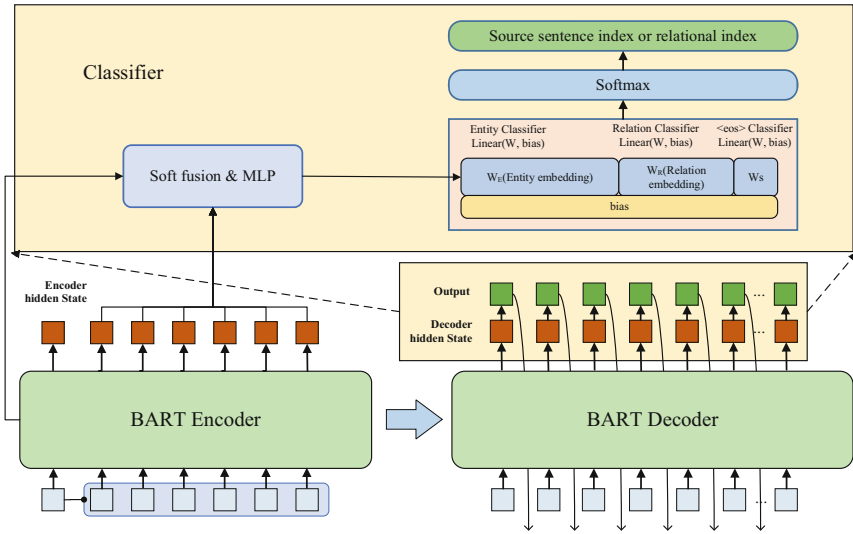 Source sentence index or relational index
Classifier
Softmax
Entity Classifier
Linear(W, bias)
Relation Classifier
Linear(W, bias)
<eos> Classifier
Linear(W, bias)
Soft fusion & MLP
WE(Entity embedding)
WR(Relation
embedding)
Ws
bias
Encoder
hidden State
Output
...
Decoder
hidden State
...
BART Encoder
BART Decoder
...